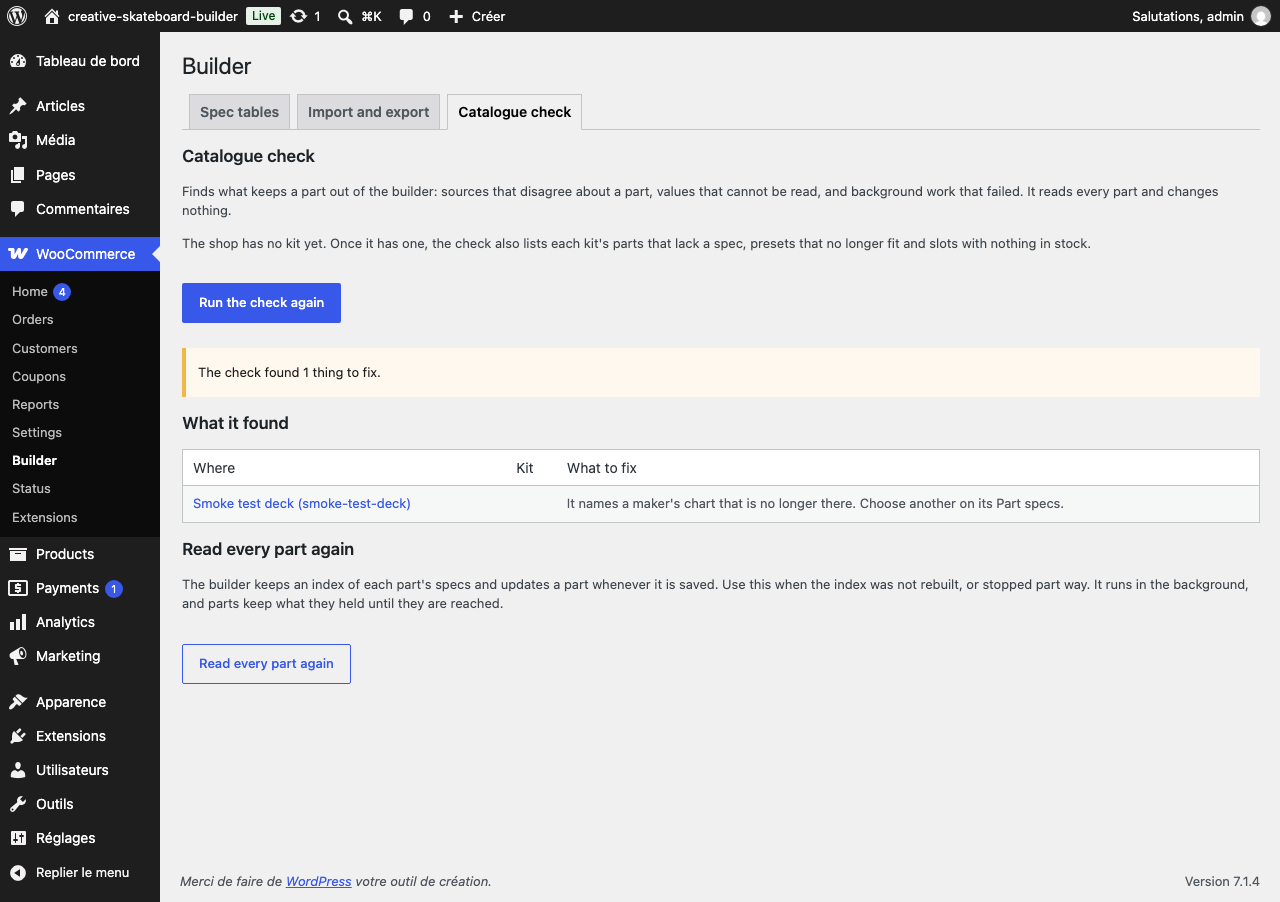 creative-skateboard-builder Live 1 ⌘K 0 Créer Salutations, admin
Tableau de bord
Articles
Média
Pages
Commentaires
WooCommerce
Home 4
Orders
Customers
Coupons
Reports
Settings
Builder
Status
Extensions
Products
Payments 1
Analytics
Marketing
Apparence
Extensions
Utilisateurs
Outils
Réglages
Replier le menu
Builder
Spec tables Import and export Catalogue check
Catalogue check
Finds what keeps a part out of the builder: sources that disagree about a part, values that cannot be read, and background work that failed. It reads every part and changes
nothing.
The shop has no kit yet. Once it has one, the check also lists each kit's parts that lack a spec, presets that no longer fit and slots with nothing in stock.
Run the check again
The check found 1 thing to fix.
What it found
Where Kit What to fix
Smoke test deck (smoke-test-deck) It names a maker's chart that is no longer there. Choose another on its Part specs.
Read every part again
The builder keeps an index of each part's specs and updates a part whenever it is saved. Use this when the index was not rebuilt, or stopped part way. It runs in the background,
and parts keep what they held until they are reached.
Read every part again
Merci de faire de WordPress votre outil de création. Version 7.1.4